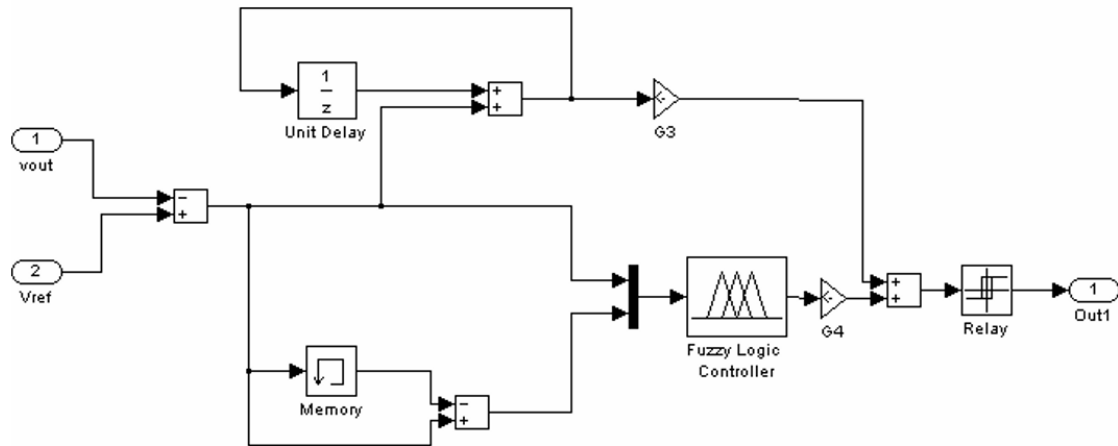 1
z
Unit Delay
+
+
G3
1
vout
−
+
2
Vref
Fuzzy Logic
Controller
G4
+
+
Relay
1
Out1
Memory
−
+